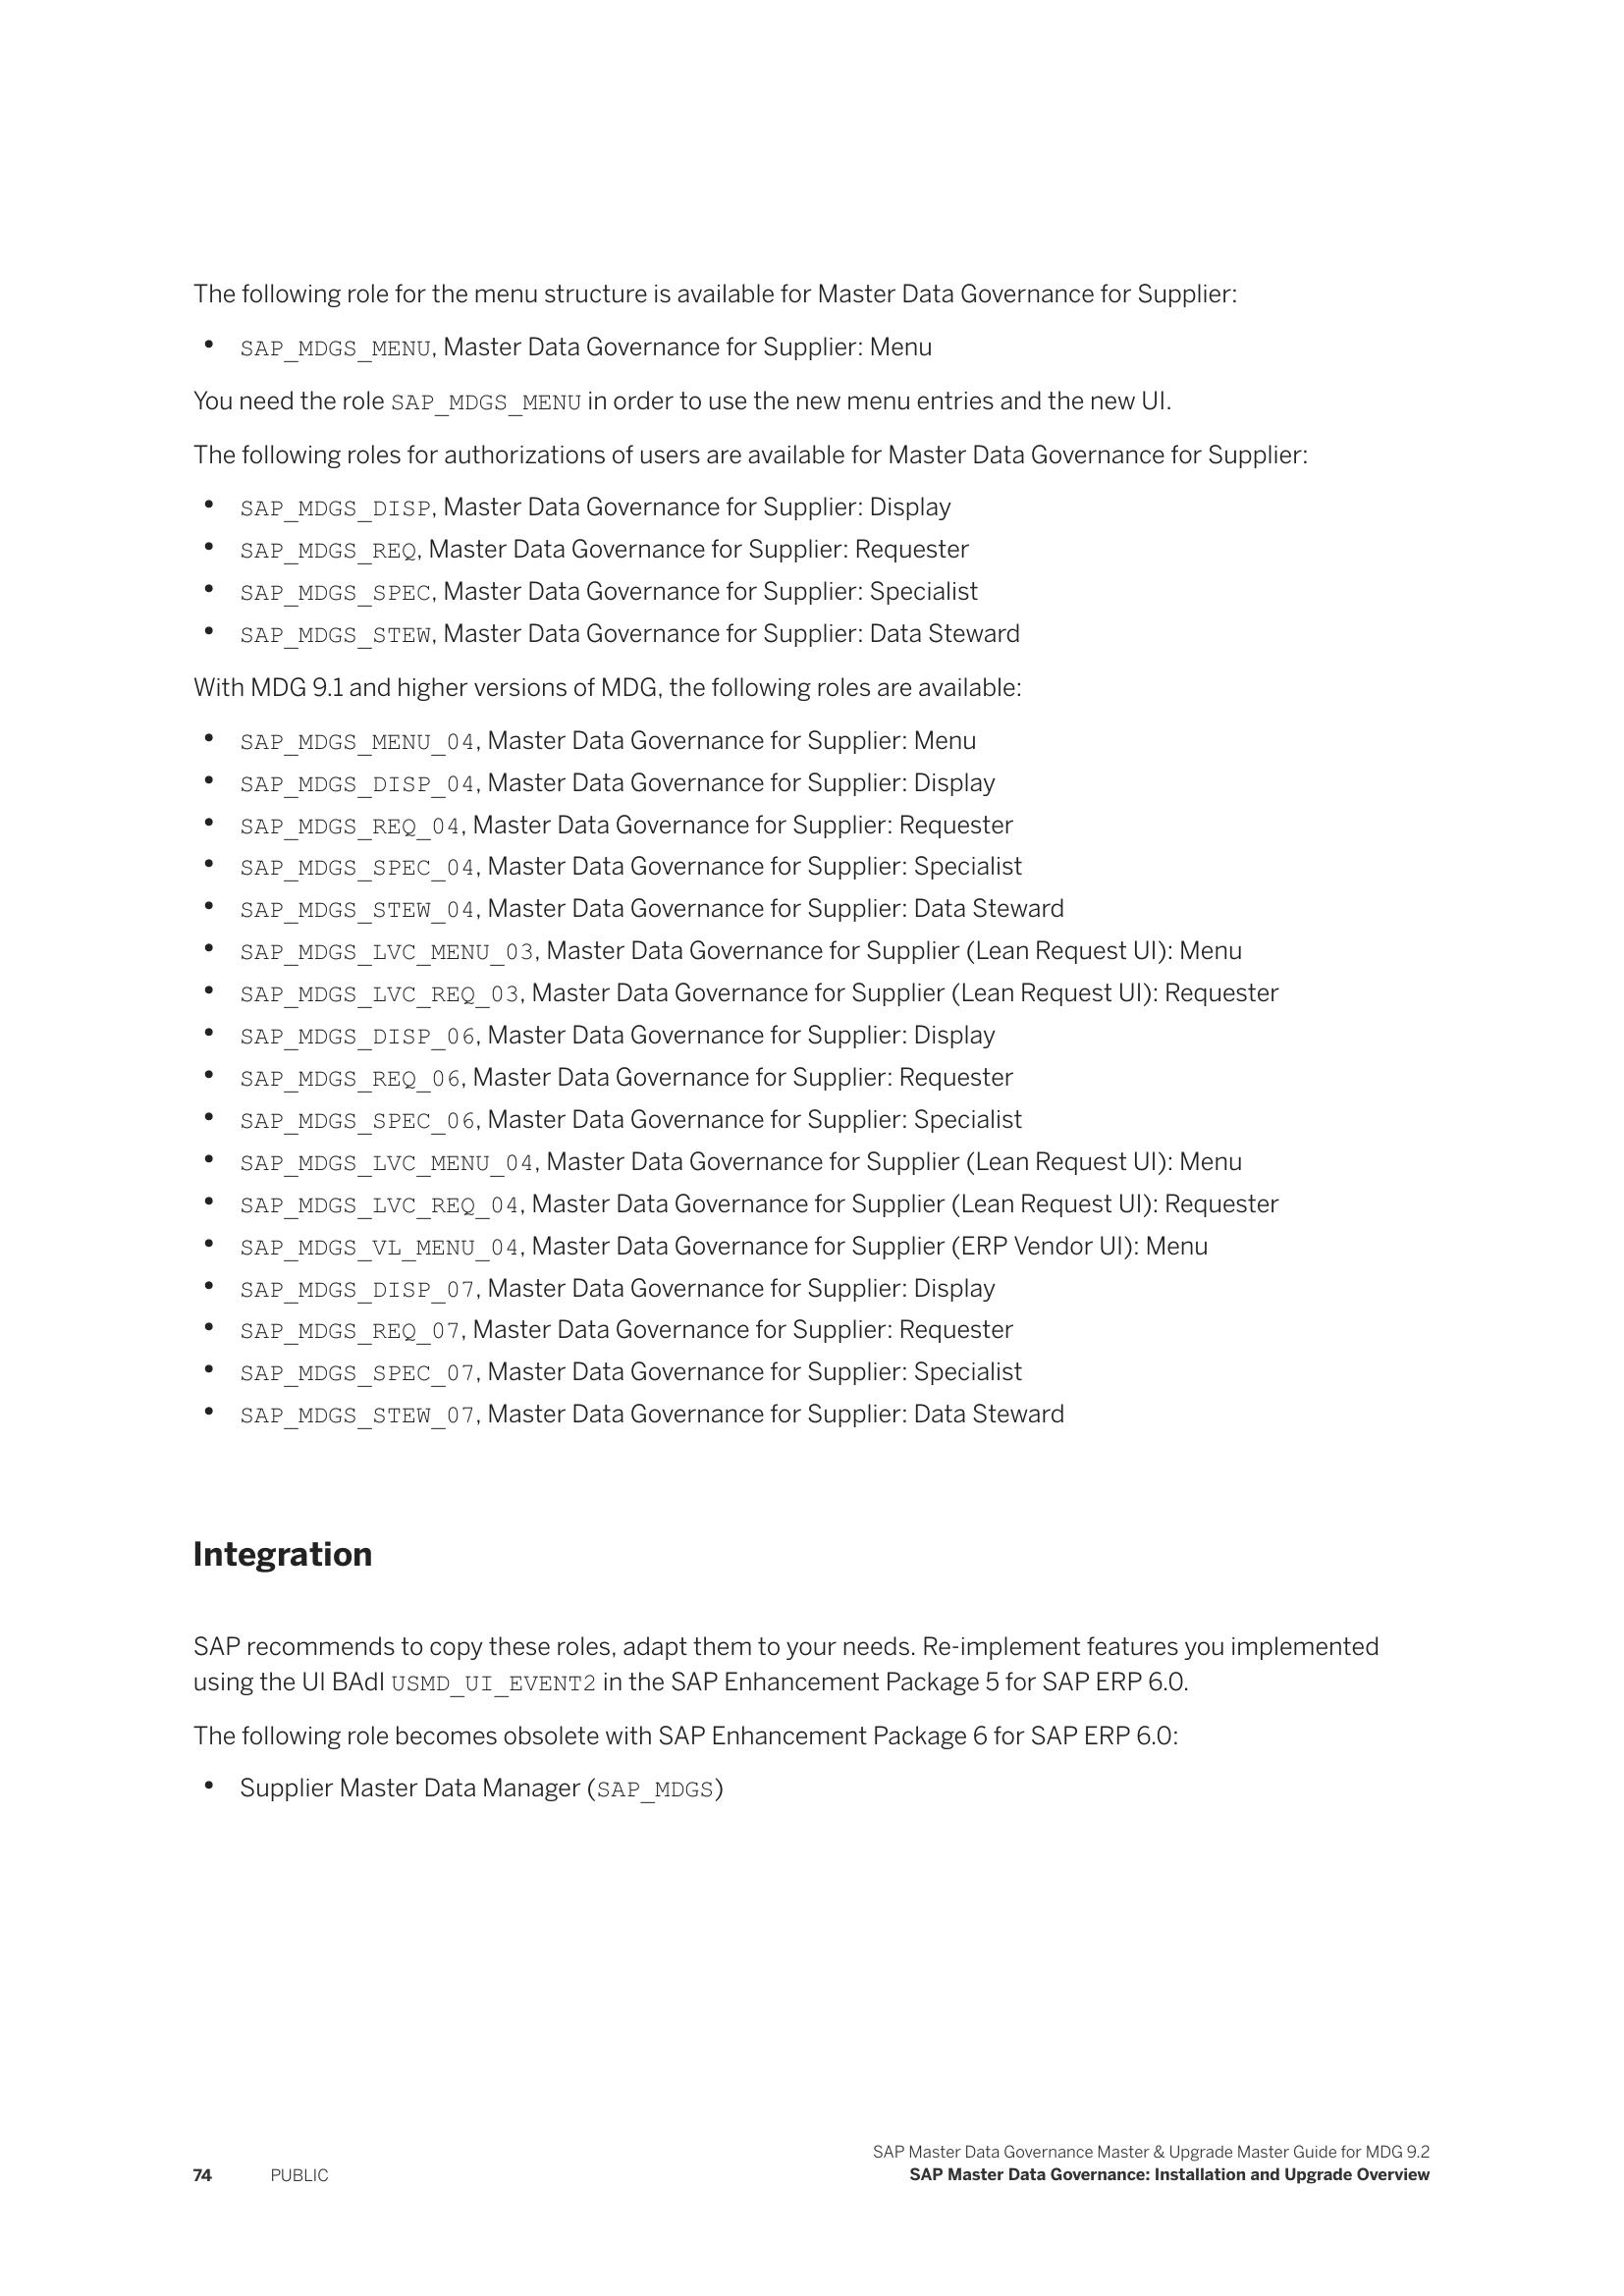 The following role for the menu structure is available for Master Data Governance for Supplier:
• SAP_MDGS_MENU, Master Data Governance for Supplier: Menu
You need the role SAP_MDGS_MENU in order to use the new menu entries and the new UI.
The following roles for authorizations of users are available for Master Data Governance for Supplier:
• SAP_MDGS_DISP, Master Data Governance for Supplier: Display
• SAP_MDGS_REQ, Master Data Governance for Supplier: Requester
• SAP_MDGS_SPEC, Master Data Governance for Supplier: Specialist
• SAP_MDGS_STEW, Master Data Governance for Supplier: Data Steward
With MDG 9.1 and higher versions of MDG, the following roles are available:
• SAP_MDGS_MENU_04, Master Data Governance for Supplier: Menu
• SAP_MDGS_DISP_04, Master Data Governance for Supplier: Display
• SAP_MDGS_REQ_04, Master Data Governance for Supplier: Requester
• SAP_MDGS_SPEC_04, Master Data Governance for Supplier: Specialist
• SAP_MDGS_STEW_04, Master Data Governance for Supplier: Data Steward
• SAP_MDGS_LVC_MENU_03, Master Data Governance for Supplier (Lean Request UI): Menu
• SAP_MDGS_LVC_REQ_03, Master Data Governance for Supplier (Lean Request UI): Requester
• SAP_MDGS_DISP_06, Master Data Governance for Supplier: Display
• SAP_MDGS_REQ_06, Master Data Governance for Supplier: Requester
• SAP_MDGS_SPEC_06, Master Data Governance for Supplier: Specialist
• SAP_MDGS_LVC_MENU_04, Master Data Governance for Supplier (Lean Request UI): Menu
• SAP_MDGS_LVC_REQ_04, Master Data Governance for Supplier (Lean Request UI): Requester
• SAP_MDGS_VL_MENU_04, Master Data Governance for Supplier (ERP Vendor UI): Menu
• SAP_MDGS_DISP_07, Master Data Governance for Supplier: Display
• SAP_MDGS_REQ_07, Master Data Governance for Supplier: Requester
• SAP_MDGS_SPEC_07, Master Data Governance for Supplier: Specialist
• SAP_MDGS_STEW_07, Master Data Governance for Supplier: Data Steward
Integration
SAP recommends to copy these roles, adapt them to your needs. Re-implement features you implemented
using the UI BAdI USMD_UI_EVENT2 in the SAP Enhancement Package 5 for SAP ERP 6.0.
The following role becomes obsolete with SAP Enhancement Package 6 for SAP ERP 6.0:
• Supplier Master Data Manager (SAP_MDGS)
SAP Master Data Governance Master & Upgrade Master Guide for MDG 9.2
74 PUBLIC SAP Master Data Governance: Installation and Upgrade Overview